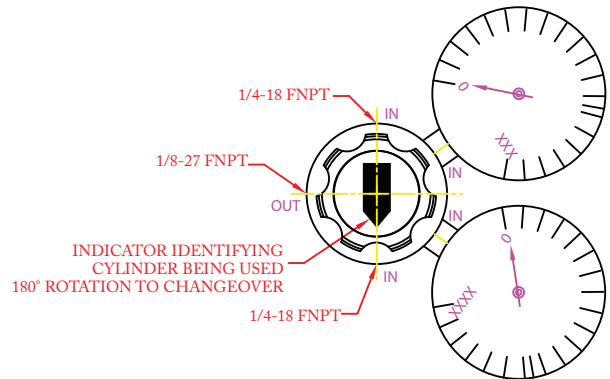 1/4-18 FNPT
IN
0
XXX
1/8-27 FNPT
IN
OUT
IN
0
INDICATOR IDENTIFYING
CYLINDER BEING USED
180° ROTATION TO CHANGEOVER
IN
XXXX
1/4-18 FNPT